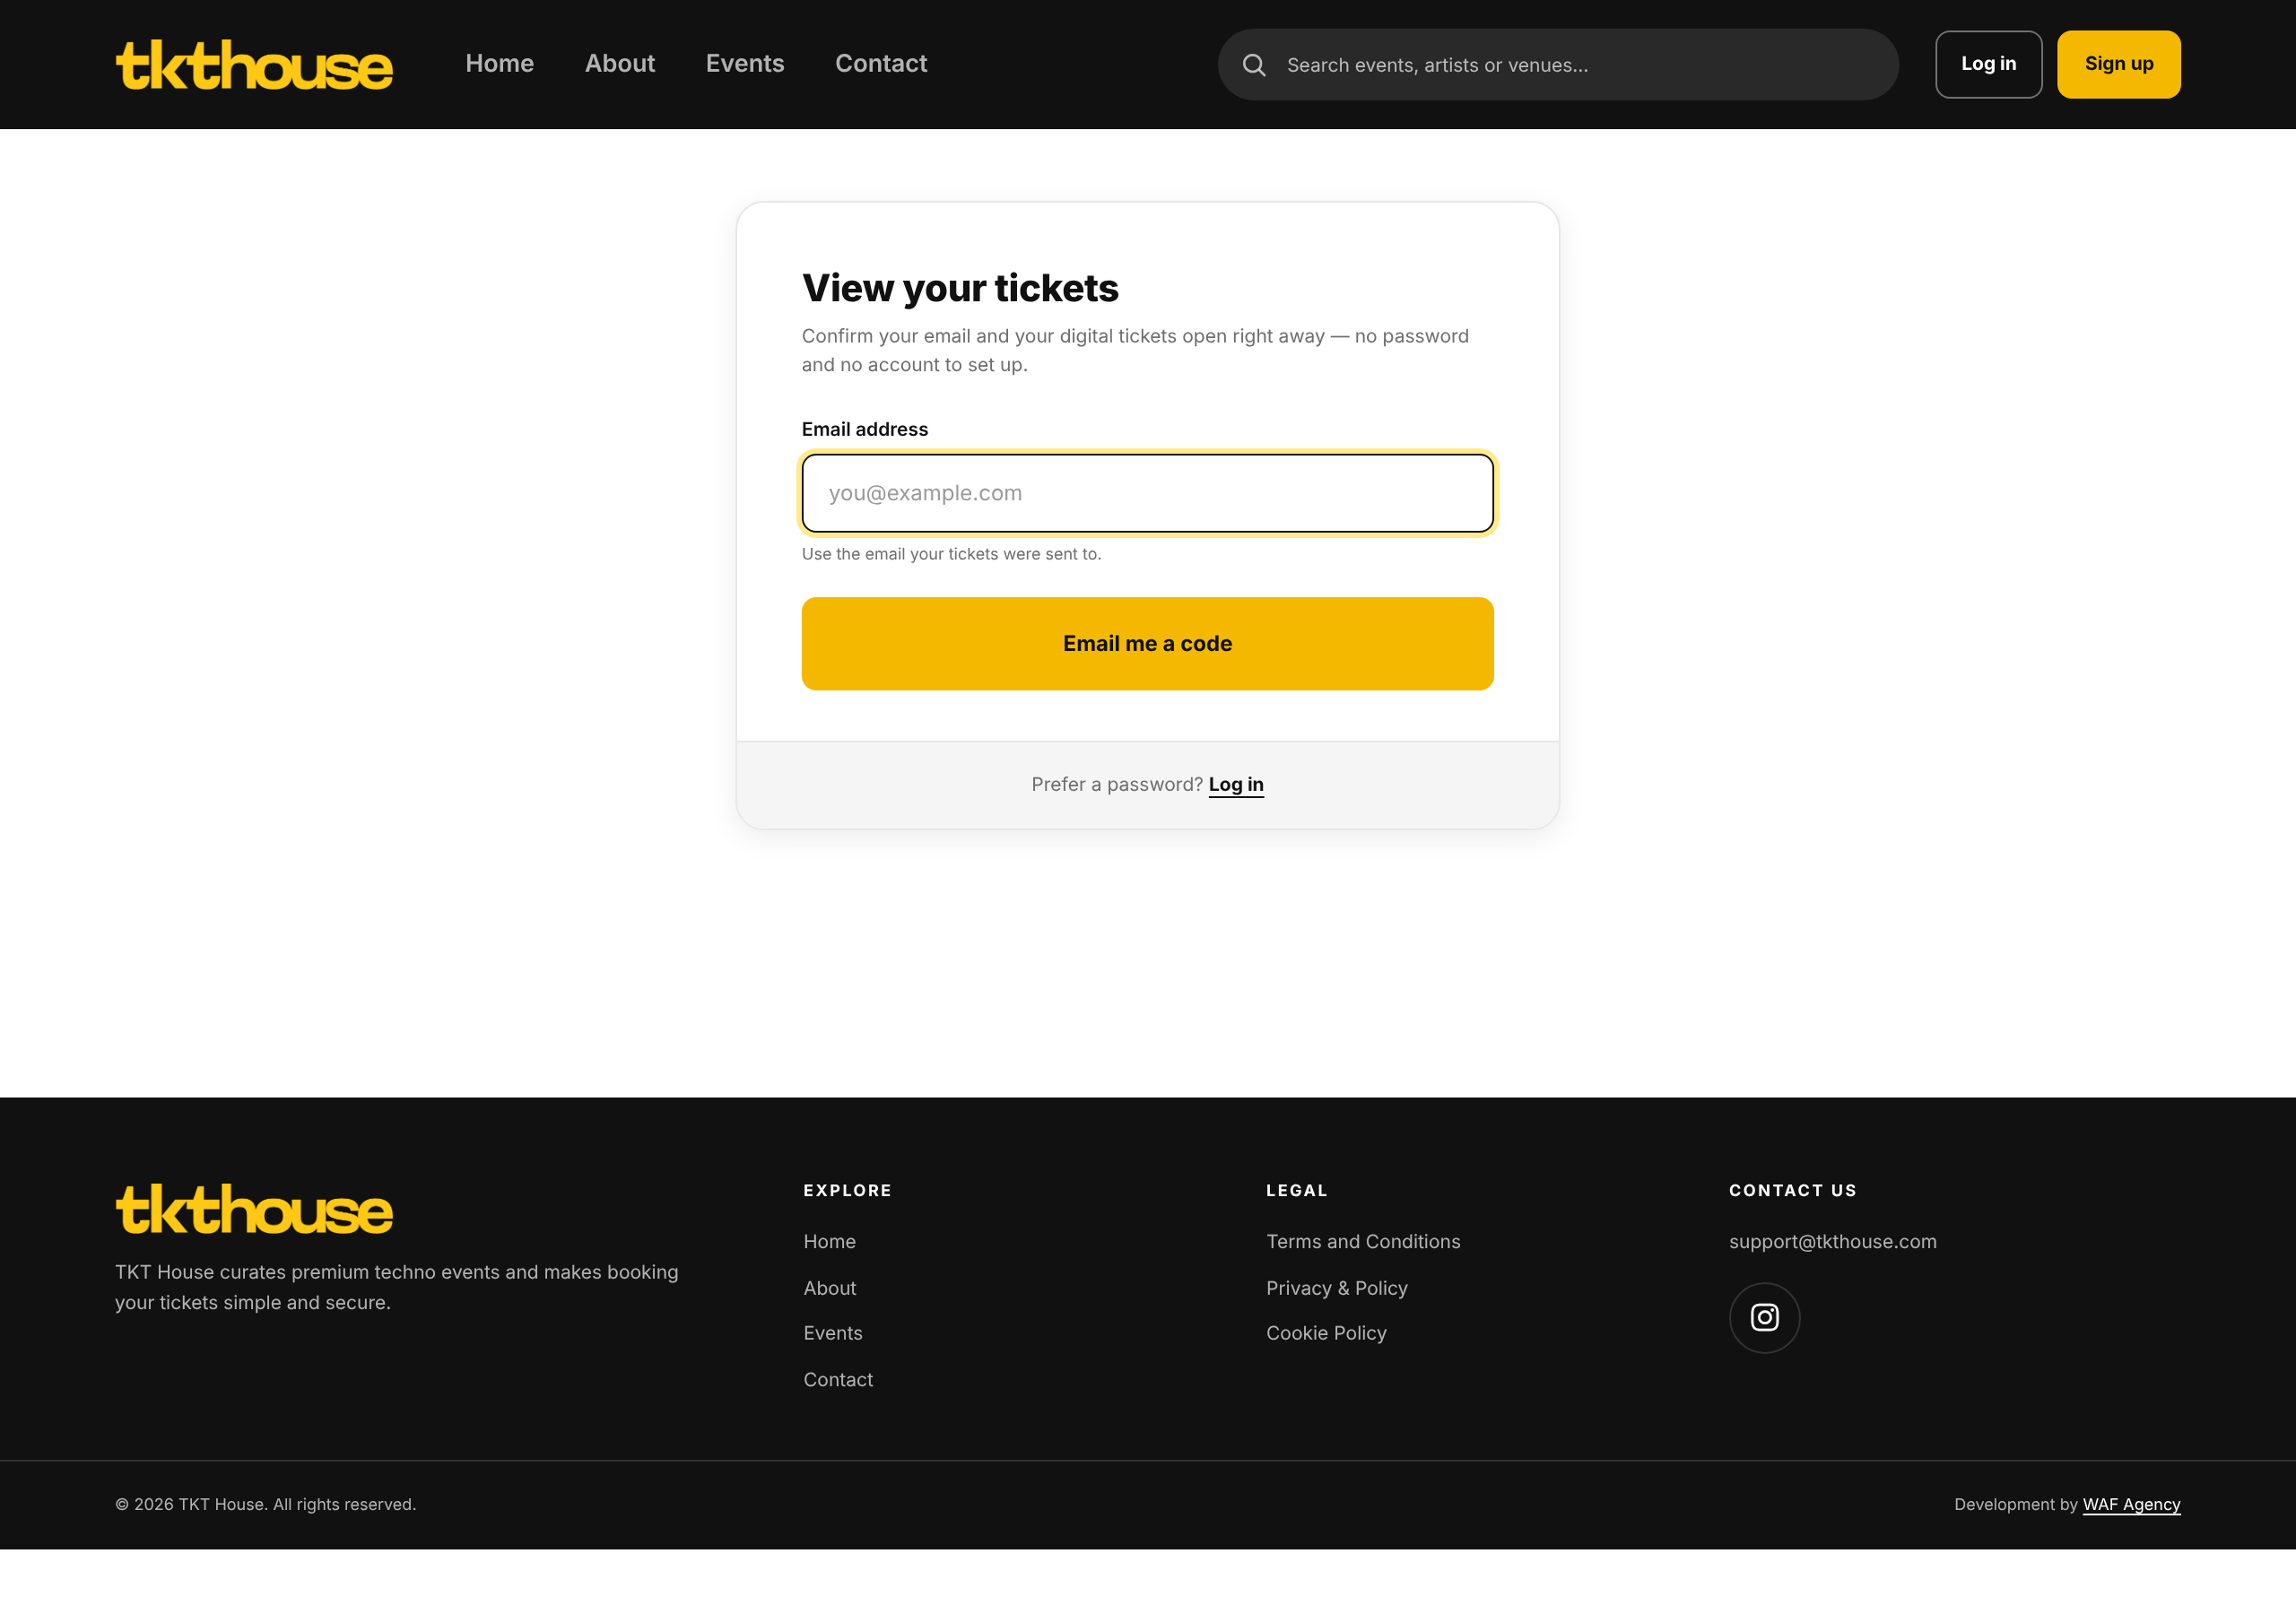 tkthouse
Home About Events Contact
Search events, artists or venues...
Log in
Sign up
View your tickets
Confirm your email and your digital tickets open right away — no password
and no account to set up.
Email address
you@example.com
Use the email your tickets were sent to.
Email me a code
Prefer a password? Log in
tkthouse
TKT House curates premium techno events and makes booking
your tickets simple and secure.
EXPLORE
Home
About
Events
Contact
LEGAL
Terms and Conditions
Privacy & Policy
Cookie Policy
CONTACT US
support@tkthouse.com
© 2026 TKT House. All rights reserved.
Development by WAF Agency